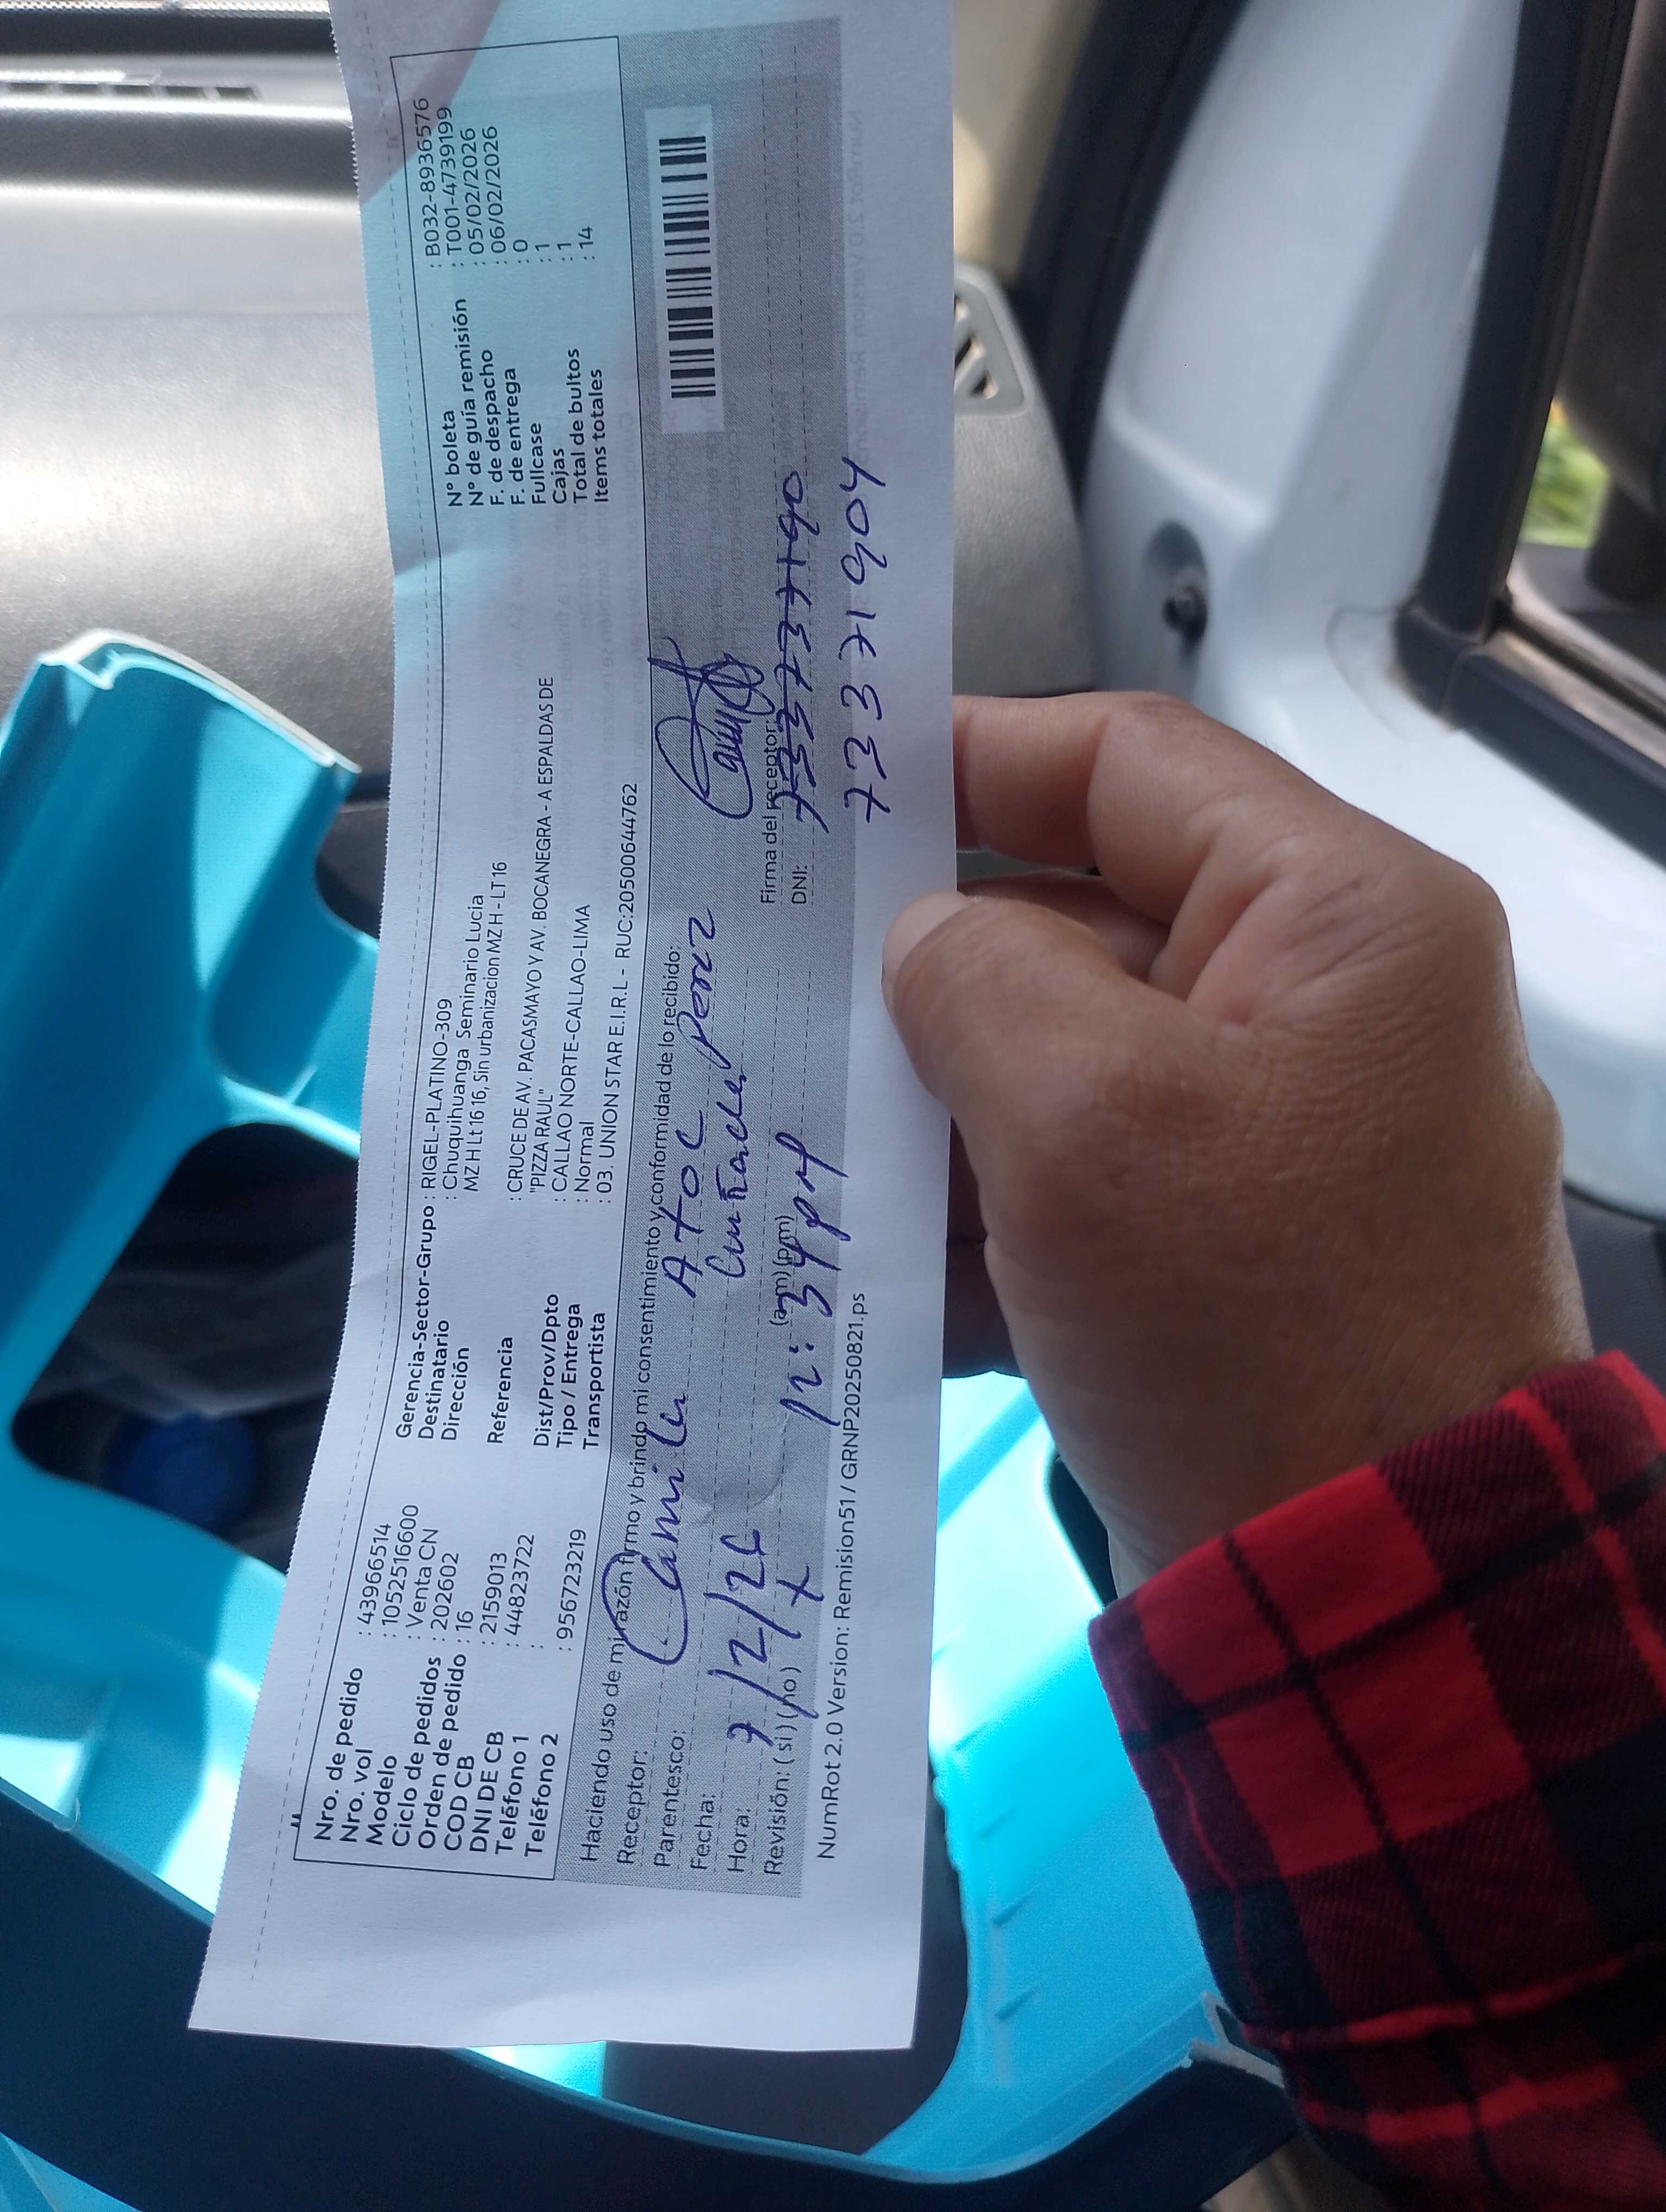 Nro. de pedido : 43966514
Nro. vol : 1052516600
Modelo : Venta CN
Ciclo de pedidos : 202602
Orden de pedido : 16
COD CB : 2159013
DNI DE CB : 44823722
Teléfono 1 :
Teléfono 2 : 956723219
Gerencia-Sector-Grupo : RIGEL-PLATINO-309
Destinatario : Chuquihuanga Seminario Lucia
Dirección MZ H Lt 16 16, Sin urbanizacion MZ H - LT 16
Referencia : CRUCE DE AV. PACASMAYO Y AV. BOCANEGRA - A ESPALDAS DE
"PIZZA RAUL"
Dist/Prov/Dpto : CALLAO NORTE-CALLAO-LIMA
Tipo / Entrega : Normal
Transportista : 03. UNION STAR E.I.R.L - RUC:20500644762
N° boleta : B032-8936576
N° de guía remisión : T001-4739199
F. de despacho : 05/02/2026
F. de entrega : 06/02/2026
Fullcase : 0
Cajas : 1
Total de bultos : 1
Items totales : 14
Haciendo uso de mi razón firmo y brindo mi consentimiento y conformidad de lo recibido:
Receptor: Camila Atoc Perez
Parentesco: Cuñada
Fecha: 7/2/26
Hora: 12:34 pm (am) (pm)
Revisión: (si) (no) x
Firma del receptor:
DNI:
73371904
NumRot 2.0 Version: Remision51 / GRNP20250821.ps